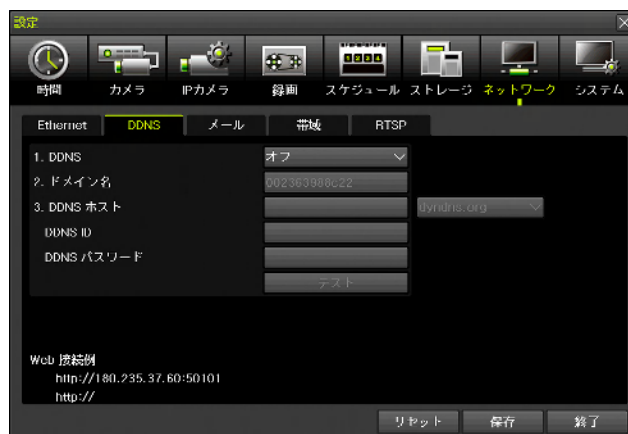 設定
時間 カメラ IPカメラ 録画 スケジュール ストレージ ネットワーク システム
Ethernet DDNS メール 帯域 RTSP
1. DDNS オフ
2. ドメイン名 002363988c22
3. DDNS ホスト dyndns.org
DDNS ID
DDNS パスワード
テスト
Web 接続例
http://180.235.37.60:50101
http://
リセット 保存 終了